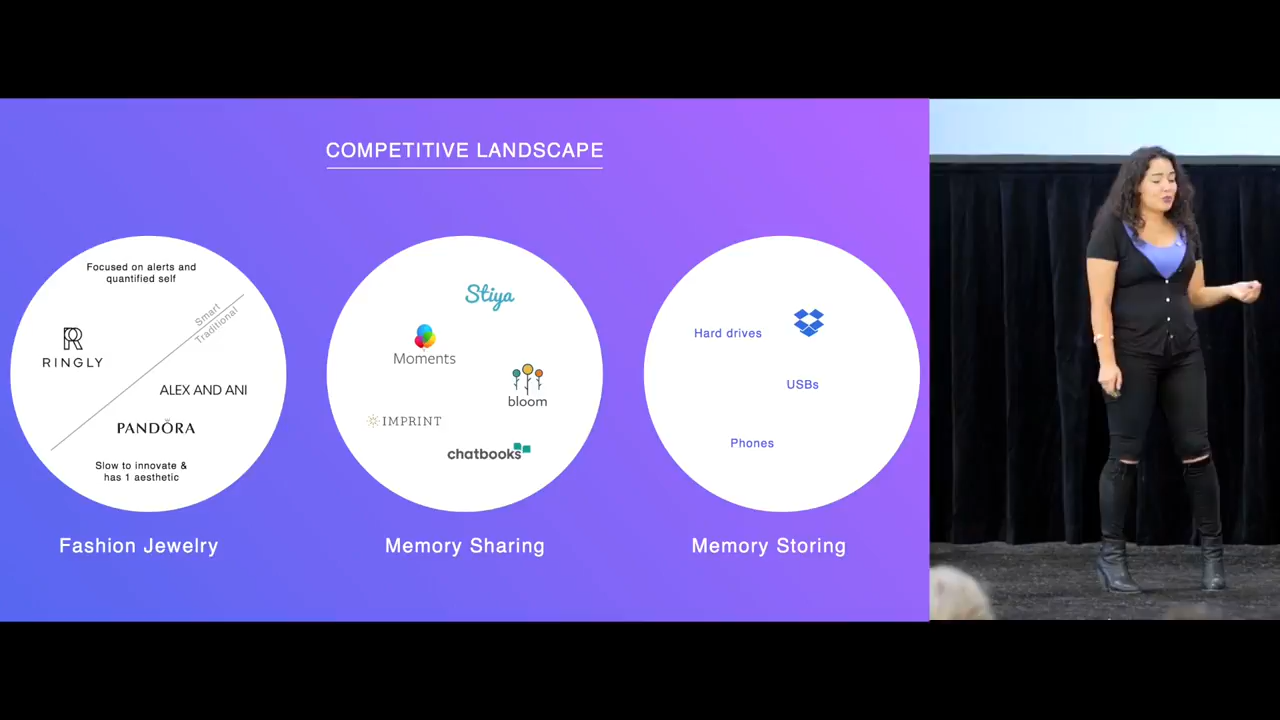 COMPETITIVE LANDSCAPE
Focused on alerts and
quantified self
Smart
Traditional
RINGLY
ALEX AND ANI
PANDÖRA
Slow to innovate &
has 1 aesthetic
Fashion Jewelry
Stiya
Moments
bloom
IMPRINT
chatbooks
Memory Sharing
Hard drives
USBs
Phones
Memory Storing